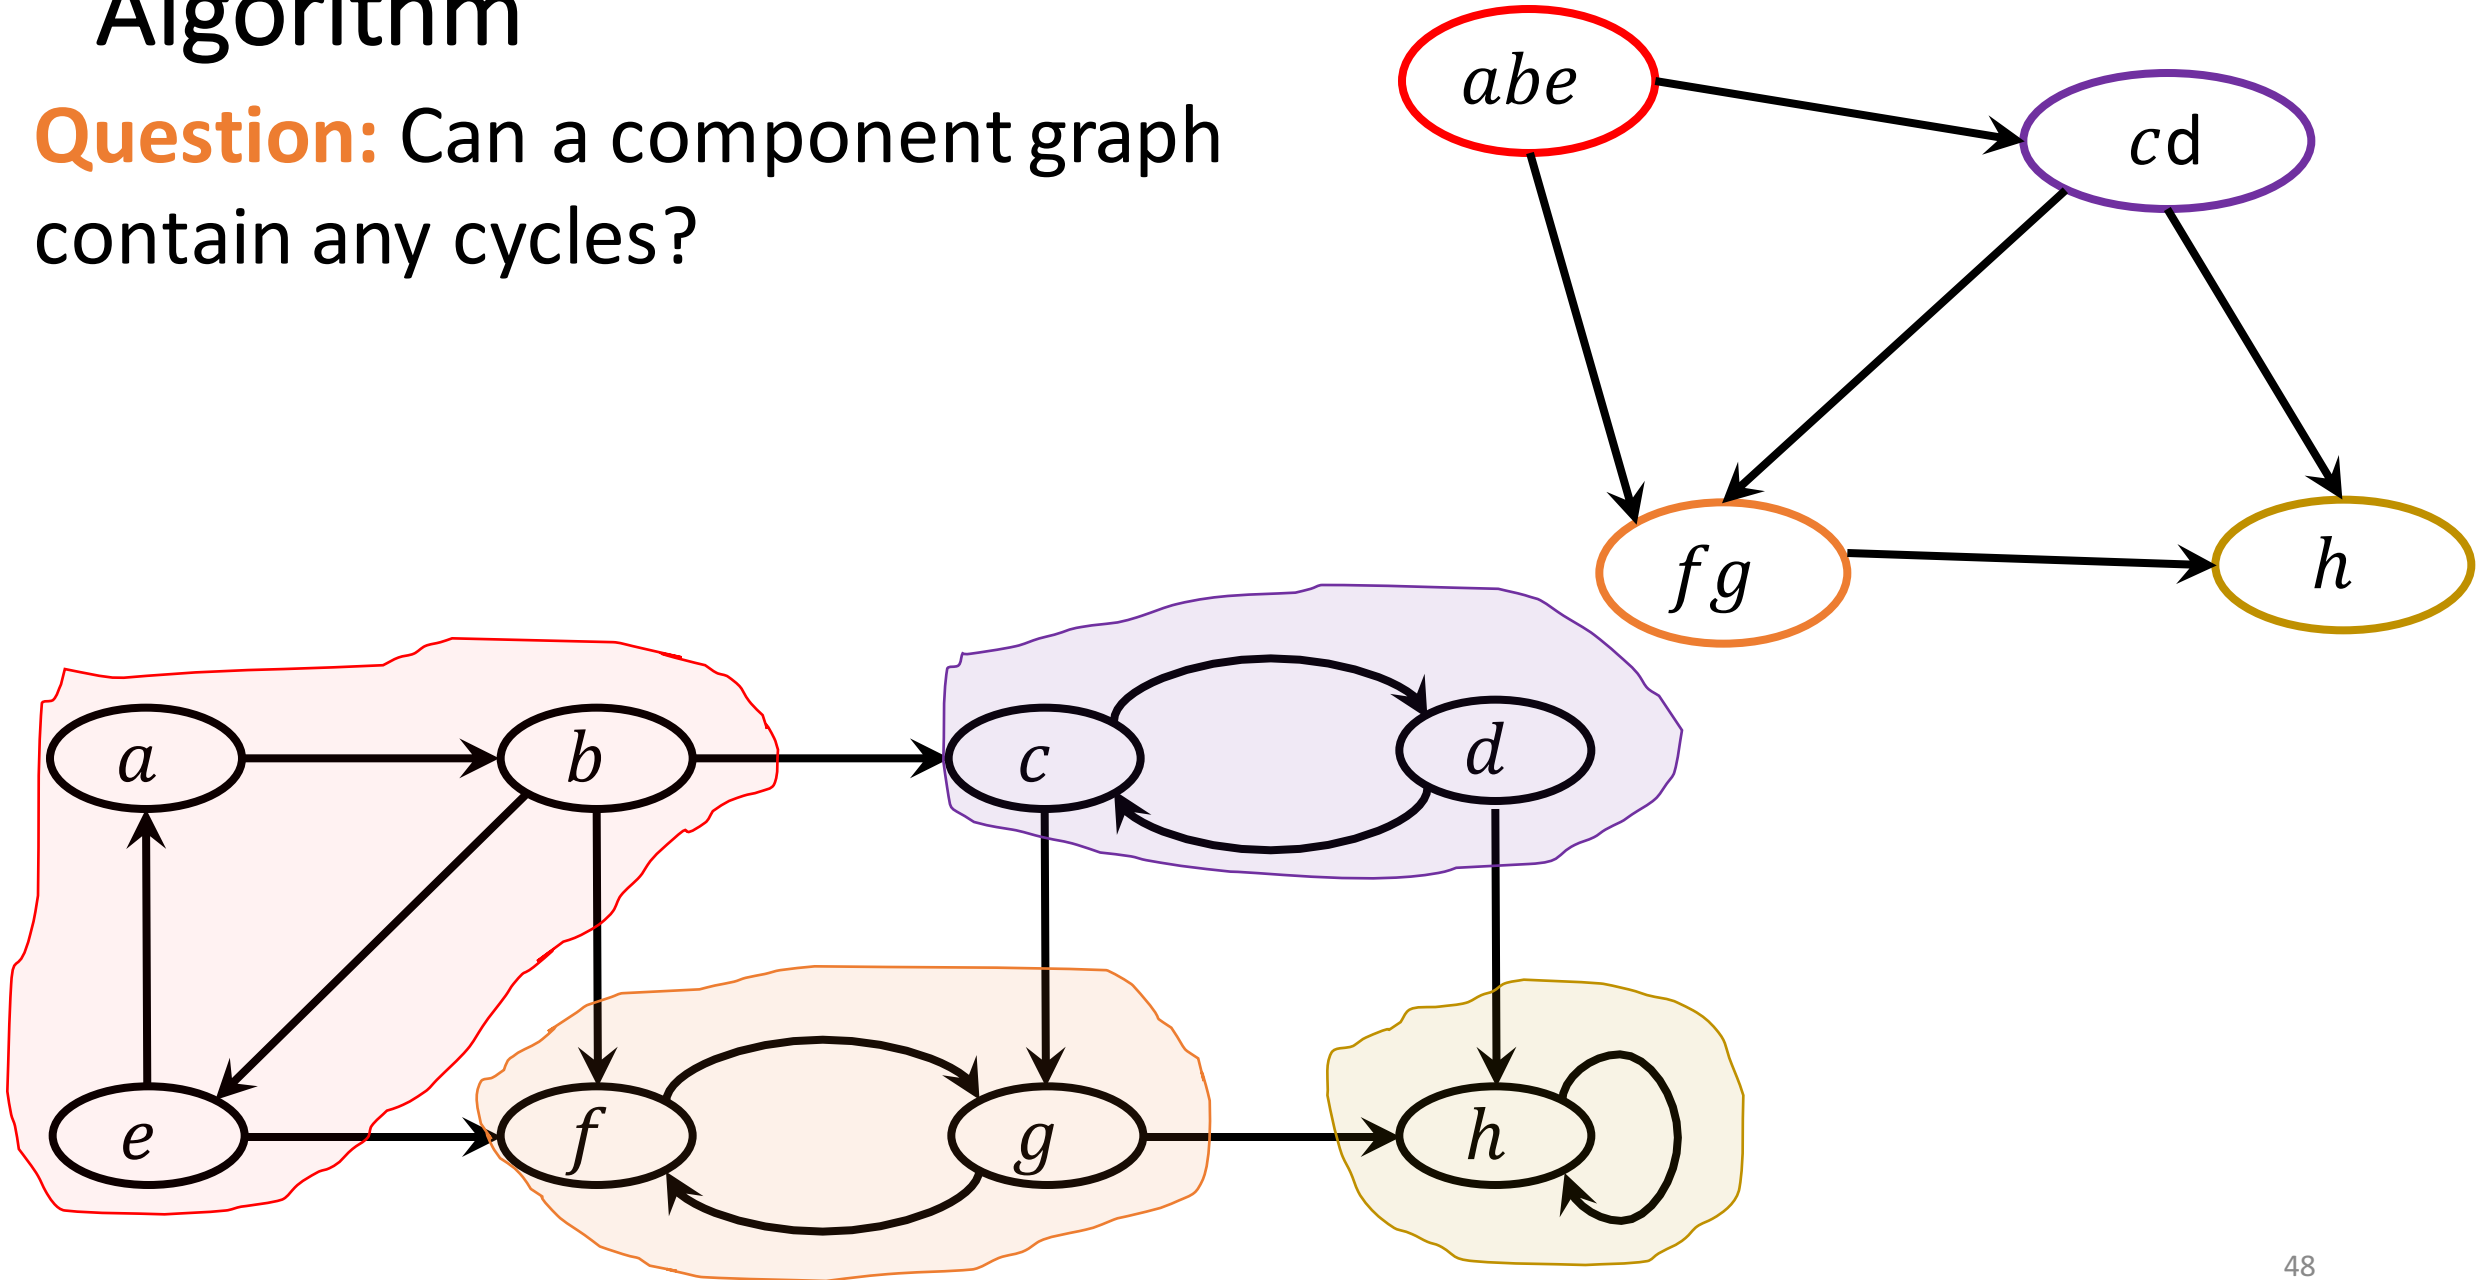 Algorithm
Question: Can a component graph
contain any cycles?
abe
cd
fg
h
a
b
c
d
e
f
g
h
48